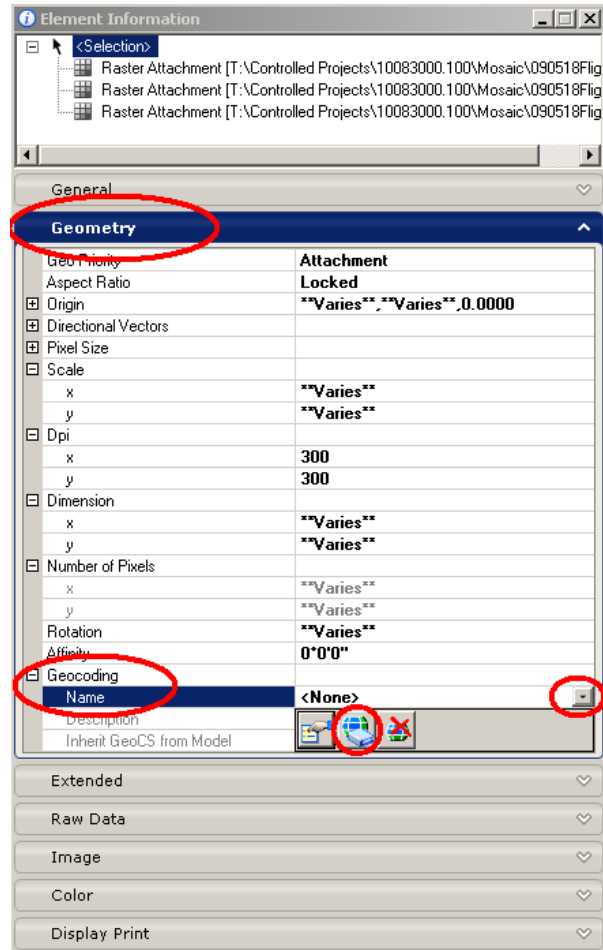 Element Information
<Selection>
Raster Attachment [T:\Controlled Projects\10083000.100\Mosaic\090518Flig
Raster Attachment [T:\Controlled Projects\10083000.100\Mosaic\090518Flig
Raster Attachment [T:\Controlled Projects\10083000.100\Mosaic\090518Flig
General
Geometry
Geo Priority Attachment
Aspect Ratio Locked
Origin **Varies**,**Varies**,0.0000
Directional Vectors
Pixel Size
Scale
x **Varies**
y **Varies**
Dpi
x 300
y 300
Dimension
x **Varies**
y **Varies**
Number of Pixels
x **Varies**
y **Varies**
Rotation **Varies**
Affinity 0°0'0"
Geocoding
Name <None>
Description
Inherit GeoCS from Model
Extended
Raw Data
Image
Color
Display Print